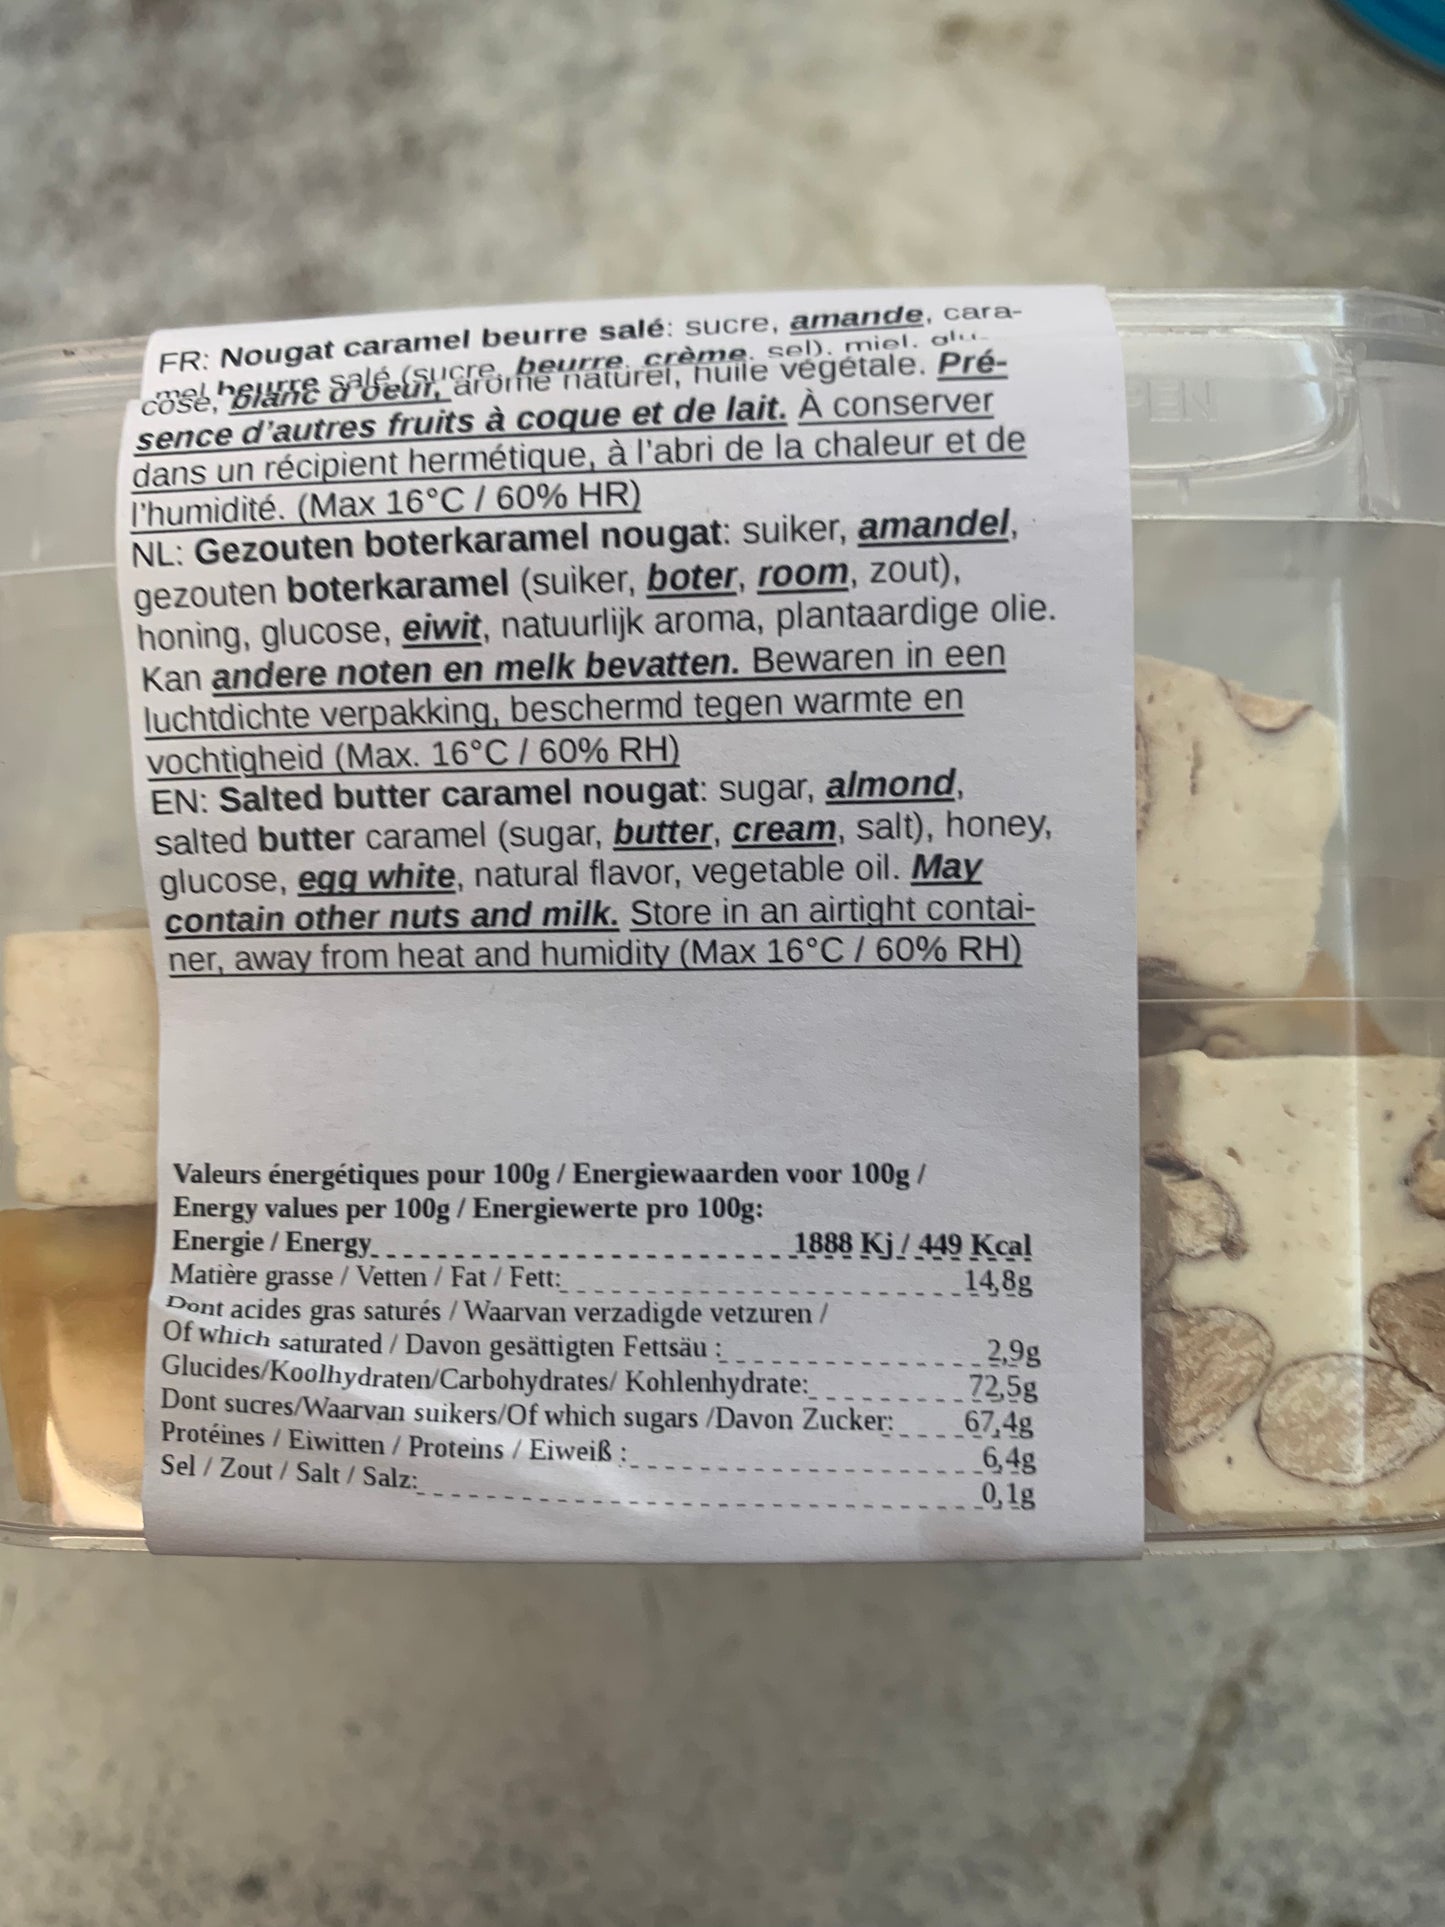 FR: Nougat caramel beurre salé: sucre, amande, cara-
mel beurre salé (sucre, beurre, crème, sel), miel, glu-
cose, blanc d'oeuf, arôme naturel, huile végétale. Pré-
sence d'autres fruits à coque et de lait. À conserver
dans un récipient hermétique, à l'abri de la chaleur et de
l'humidité. (Max 16°C / 60% HR)
NL: Gezouten boterkaramel nougat: suiker, amandel,
gezouten boterkaramel (suiker, boter, room, zout),
honing, glucose, eiwit, natuurlijk aroma, plantaardige olie.
Kan andere noten en melk bevatten. Bewaren in een
luchtdichte verpakking, beschermd tegen warmte en
vochtigheid (Max. 16°C / 60% RH)
EN: Salted butter caramel nougat: sugar, almond,
salted butter caramel (sugar, butter, cream, salt), honey,
glucose, egg white, natural flavor, vegetable oil. May
contain other nuts and milk. Store in an airtight contai-
ner, away from heat and humidity (Max 16°C / 60% RH)
Valeurs énergétiques pour 100g / Energiewaarden voor 100g /
Energy values per 100g / Energiewerte pro 100g:
Energie / Energy 1888 Kj / 449 Kcal
Matière grasse / Vetten / Fat / Fett: 14,8g
Dont acides gras saturés / Waarvan verzadigde vetzuren /
Of which saturated / Davon gesättigten Fettsäu : 2,9g
Glucides/Koolhydraten/Carbohydrates/ Kohlenhydrate: 72,5g
Dont sucres/Waarvan suikers/Of which sugars /Davon Zucker: 67,4g
Protéines / Eiwitten / Proteins / Eiweiß : 6,4g
Sel / Zout / Salt / Salz: 0,1g